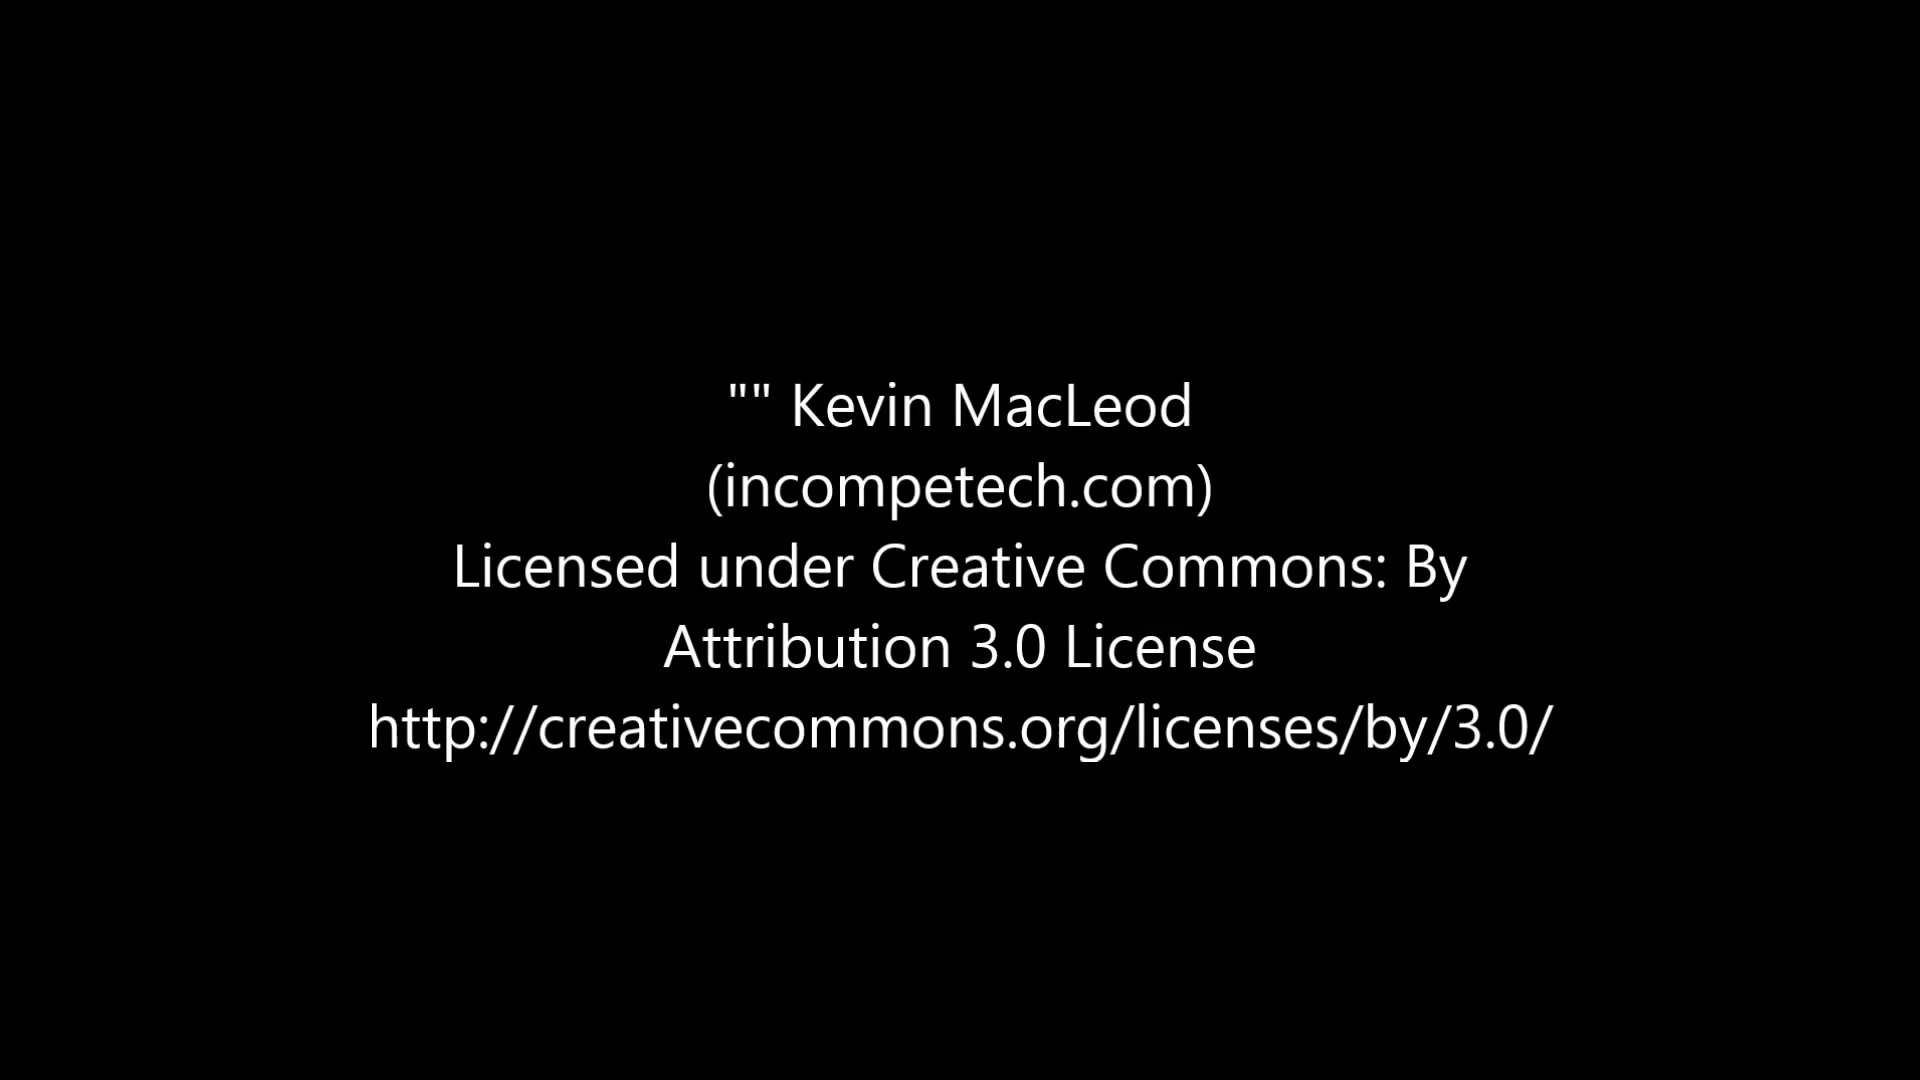 "" Kevin MacLeod
(incompetech.com)
Licensed under Creative Commons: By
Attribution 3.0 License
http://creativecommons.org/licenses/by/3.0/